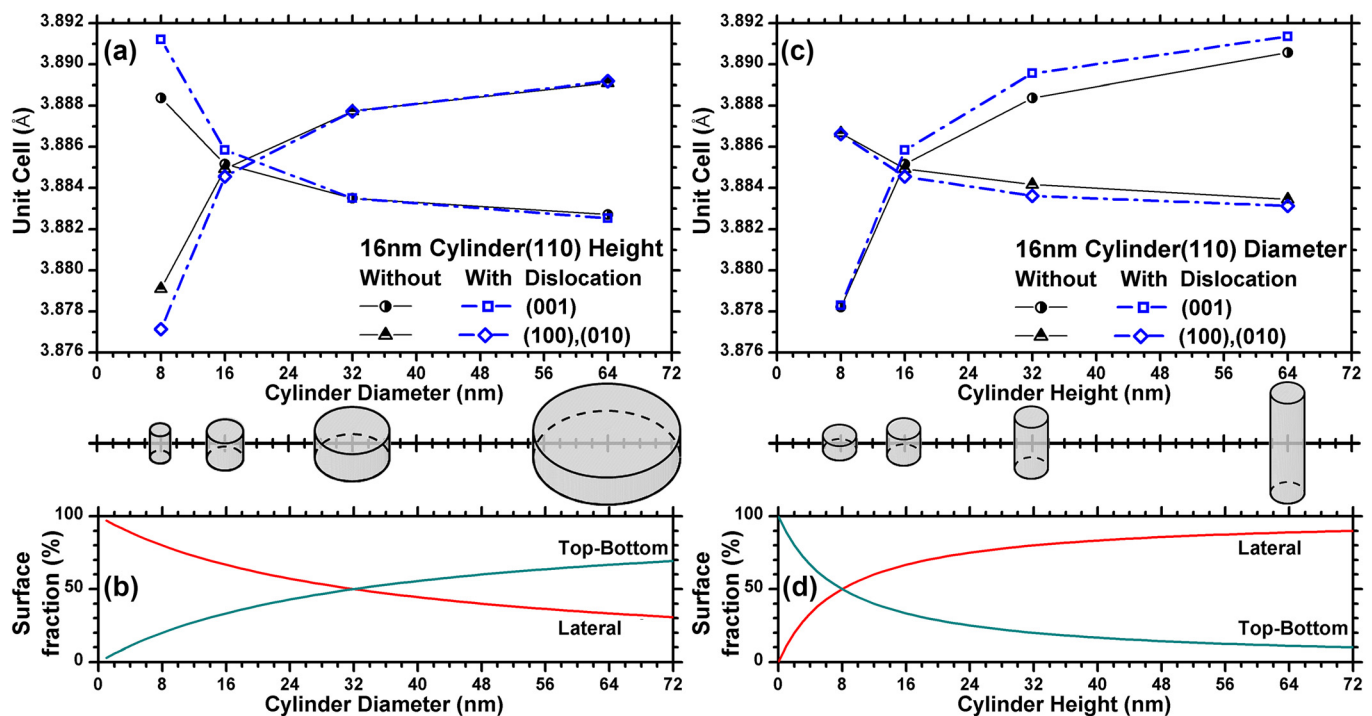 (a)
Unit Cell (Å)
3.892
3.890
3.888
3.886
3.884
3.882
3.880
3.878
3.876
16nm Cylinder(110) Height
Without With Dislocation
(001)
(100),(010)
0 8 16 24 32 40 48 56 64 72
Cylinder Diameter (nm)
(c)
Unit Cell (Å)
3.892
3.890
3.888
3.886
3.884
3.882
3.880
3.878
3.876
16nm Cylinder(110) Diameter
Without With Dislocation
(001)
(100),(010)
0 8 16 24 32 40 48 56 64 72
Cylinder Height (nm)
(b)
Surface
fraction (%)
100
50
0
Top-Bottom
Lateral
0 8 16 24 32 40 48 56 64 72
Cylinder Diameter (nm)
(d)
Surface
fraction (%)
100
50
0
Lateral
Top-Bottom
0 8 16 24 32 40 48 56 64 72
Cylinder Height (nm)